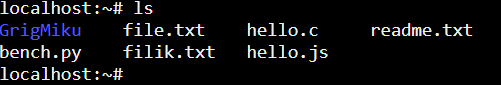 localhost:~# ls
GrigMiku file.txt hello.c readme.txt
bench.py filik.txt hello.js
localhost:~#